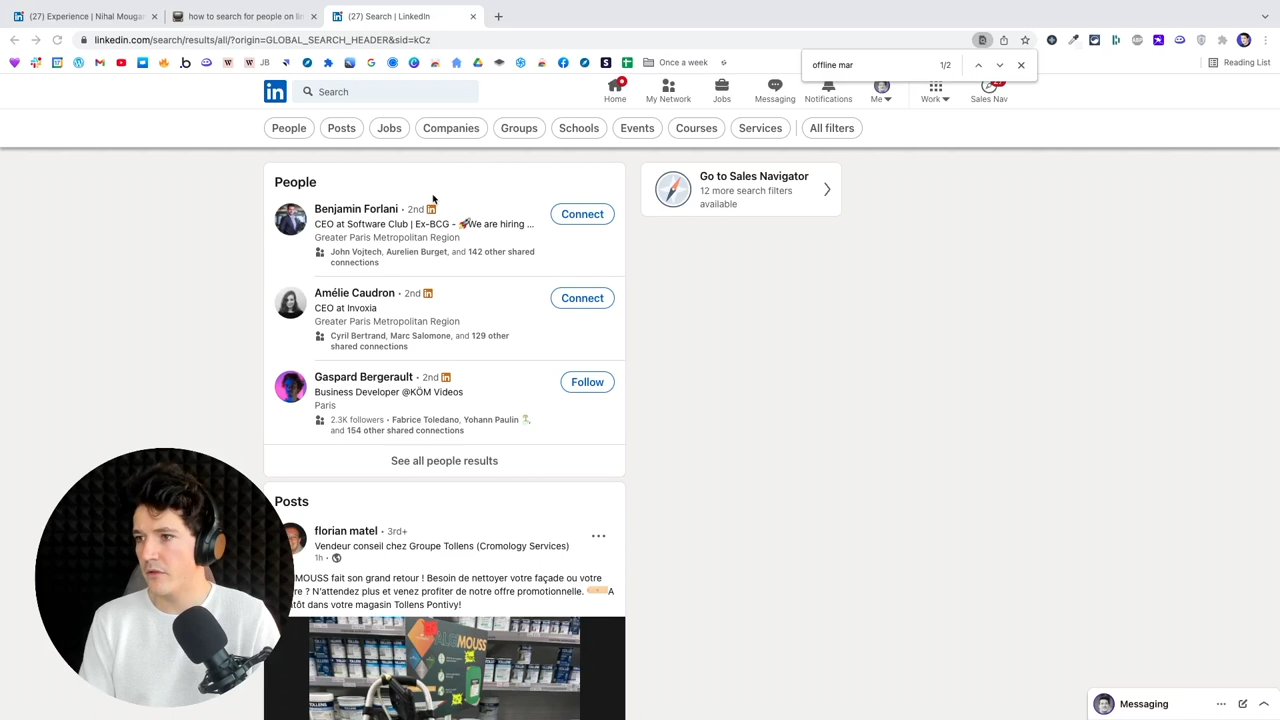 (27) Experience | Nihal Mougan
how to search for people on lin
(27) Search | LinkedIn
linkedin.com/search/results/all/?origin=GLOBAL_SEARCH_HEADER&sid=kCz
Once a week
Reading List
offline mar 1/2
Search
Home My Network Jobs Messaging Notifications Me Work Sales Nav
People Posts Jobs Companies Groups Schools Events Courses Services All filters
People
Benjamin Forlani • 2nd
CEO at Software Club | Ex-BCG - 🚀We are hiring ...
Greater Paris Metropolitan Region
John Vojtech, Aurelien Burget, and 142 other shared
connections
Connect
Amélie Caudron • 2nd
CEO at Invoxia
Greater Paris Metropolitan Region
Cyril Bertrand, Marc Salomone, and 129 other
shared connections
Connect
Gaspard Bergerault • 2nd
Business Developer @KÖM Videos
Paris
2.3K followers • Fabrice Toledano, Yohann Paulin
and 154 other shared connections
Follow
See all people results
Go to Sales Navigator
12 more search filters
available
Posts
florian matel • 3rd+
Vendeur conseil chez Groupe Tollens (Cromology Services)
1h •
MOUSS fait son grand retour ! Besoin de nettoyer votre façade ou votre
re ? N'attendez plus et venez profiter de notre offre promotionnelle. A
tôt dans votre magasin Tollens Pontivy!
ALGIMOUSS
Messaging